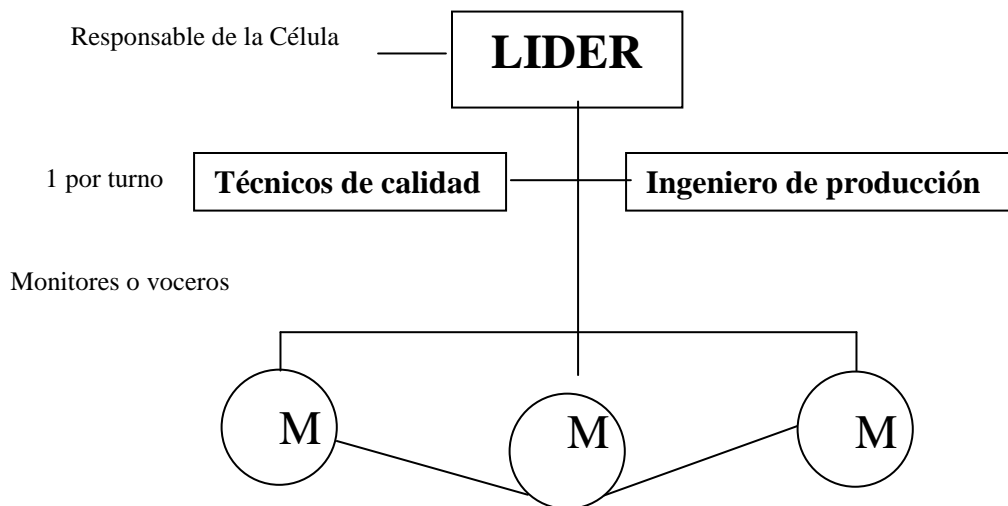 Responsable de la Célula
LIDER
1 por turno
Técnicos de calidad
Ingeniero de producción
Monitores o voceros
M
M
M